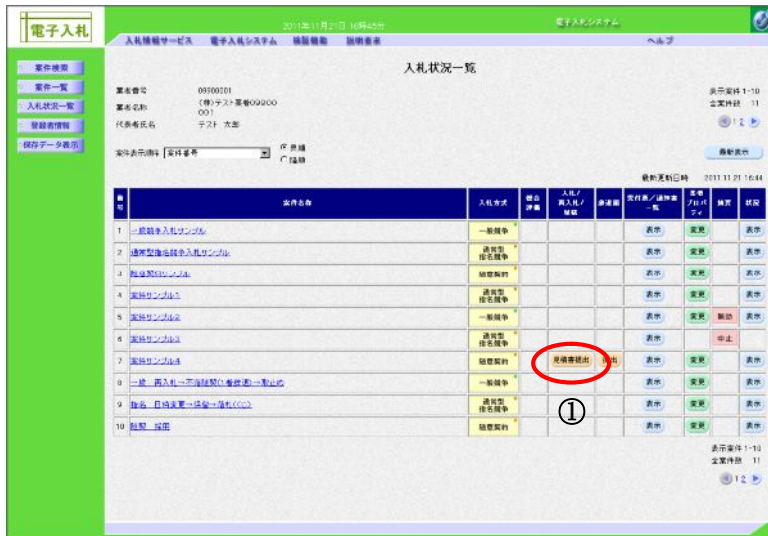 電子入札
2011年11月21日 16時45分
電子入札システム
入札情報サービス 電子入札システム 検証機能 説明要求 ヘルプ
案件検索
案件一覧
入札状況一覧
登録者情報
保存データ表示
入札状況一覧
業者番号 09900001
業者名称 (株)テスト業者09900001
代表者氏名 テスト 太郎
案件表示順序 案件番号
昇順
降順
表示案件 1-10
全案件数 11
1 2
最新表示
最新更新日時 2011.11.21 16:44
番号 案件名称 入札方式 総合評価 入札/再入札/見積 辞退届 企業プロパティ 摘要 状況
1 一般競争入札サンプル 一般競争 表示 変更 表示
2 通常型指名競争入札サンプル 通常型指名競争 表示 変更 表示
3 随意契約サンプル 随意契約 表示 変更 表示
4 案件サンプル1 通常型指名競争 表示 変更 表示
5 案件サンプル2 一般競争 表示 変更 無効 表示
6 案件サンプル3 通常型指名競争 表示 中止 表示
7 案件サンプル4 随意契約 見積書提出 提出 表示 変更 表示
8 一般 再入札→不落随契(1者辞退)→取止め 一般競争 表示 変更 表示
9 指名 日時変更→保留→落札 通常型指名競争 表示 変更 表示
10 随契 採用 随意契約 表示 変更 表示
①
表示案件 1-10
全案件数 11
1 2